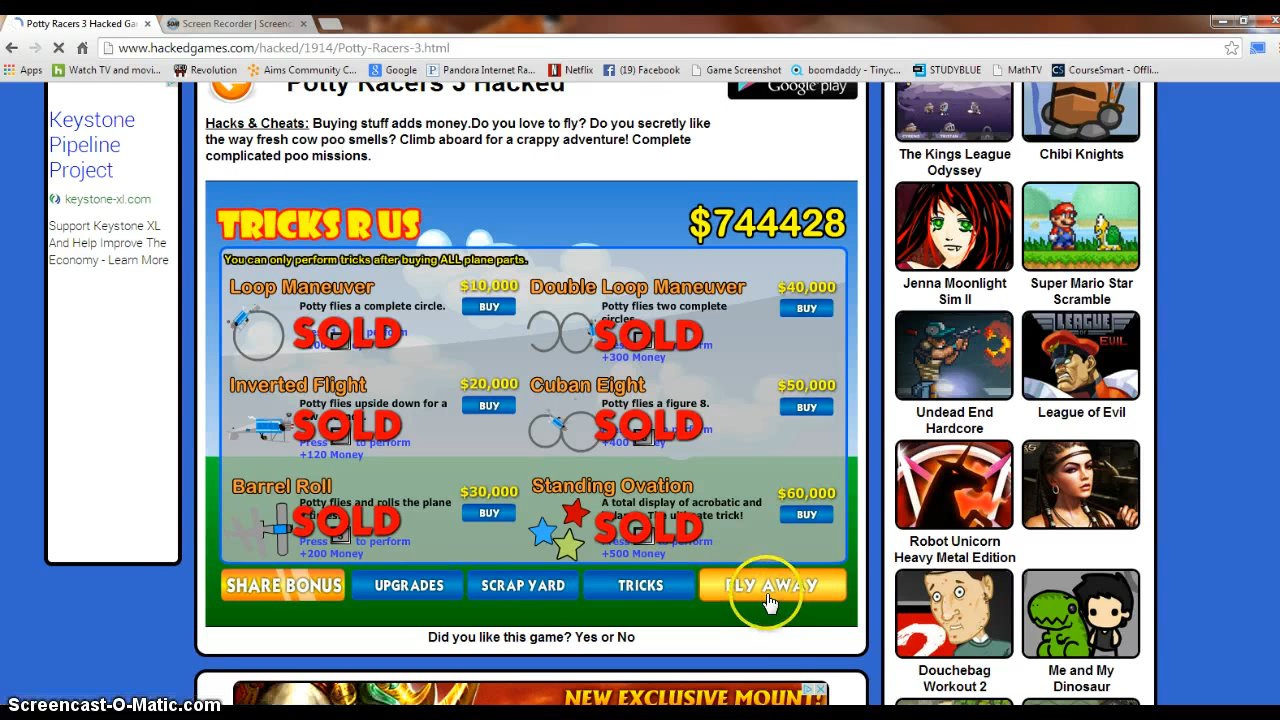 Potty Racers 3 Hacked Ga
Screen Recorder | Screenc
www.hackedgames.com/hacked/1914/Potty-Racers-3.html
Apps
Watch TV and movi...
Revolution
Aims Community C...
Google
Pandora Internet Ra...
Netflix
(19) Facebook
Game Screenshot
boomdaddy - Tinyc...
STUDYBLUE
MathTV
CourseSmart - Offli...
Keystone
Pipeline
Project
keystone-xl.com
Support Keystone XL
And Help Improve The
Economy - Learn More
Potty Racers 3 Hacked
Google play
Hacks & Cheats: Buying stuff adds money.Do you love to fly? Do you secretly like
the way fresh cow poo smells? Climb aboard for a crappy adventure! Complete
complicated poo missions.
TRICKS R US
$744428
You can only perform tricks after buying ALL plane parts.
Loop Maneuver
$10,000
Potty flies a complete circle.
BUY
SOLD
Double Loop Maneuver
$40,000
Potty flies two complete
circles.
BUY
SOLD
+300 Money
Inverted Flight
$20,000
Potty flies upside down for a
BUY
SOLD
Press to perform
+120 Money
Cuban Eight
$50,000
Potty flies a figure 8.
BUY
SOLD
Barrel Roll
$30,000
Potty flies and rolls the plane
BUY
SOLD
Press to perform
+200 Money
Standing Ovation
$60,000
A total display of acrobatic and
trick!
BUY
SOLD
+500 Money
SHARE BONUS
UPGRADES
SCRAP YARD
TRICKS
FLY AWAY
Did you like this game? Yes or No
NEW EXCLUSIVE MOUNT!
The Kings League
Odyssey
Chibi Knights
Jenna Moonlight
Sim II
Super Mario Star
Scramble
LEAGUE
EVIL
Undead End
Hardcore
League of Evil
Robot Unicorn
Heavy Metal Edition
2
Douchebag
Workout 2
Me and My
Dinosaur
Screencast-O-Matic.com